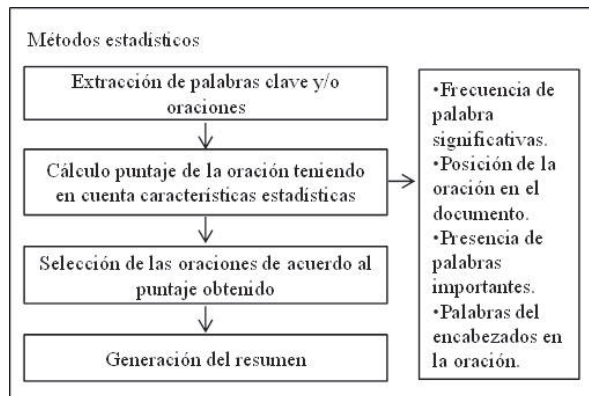 Métodos estadísticos
Extracción de palabras clave y/o
oraciones
Cálculo puntaje de la oración teniendo
en cuenta características estadísticas
Selección de las oraciones de acuerdo al
puntaje obtenido
Generación del resumen
•Frecuencia de
palabra
significativas.
•Posición de la
oración en el
documento.
•Presencia de
palabras
importantes.
•Palabras del
encabezados en
la oración.